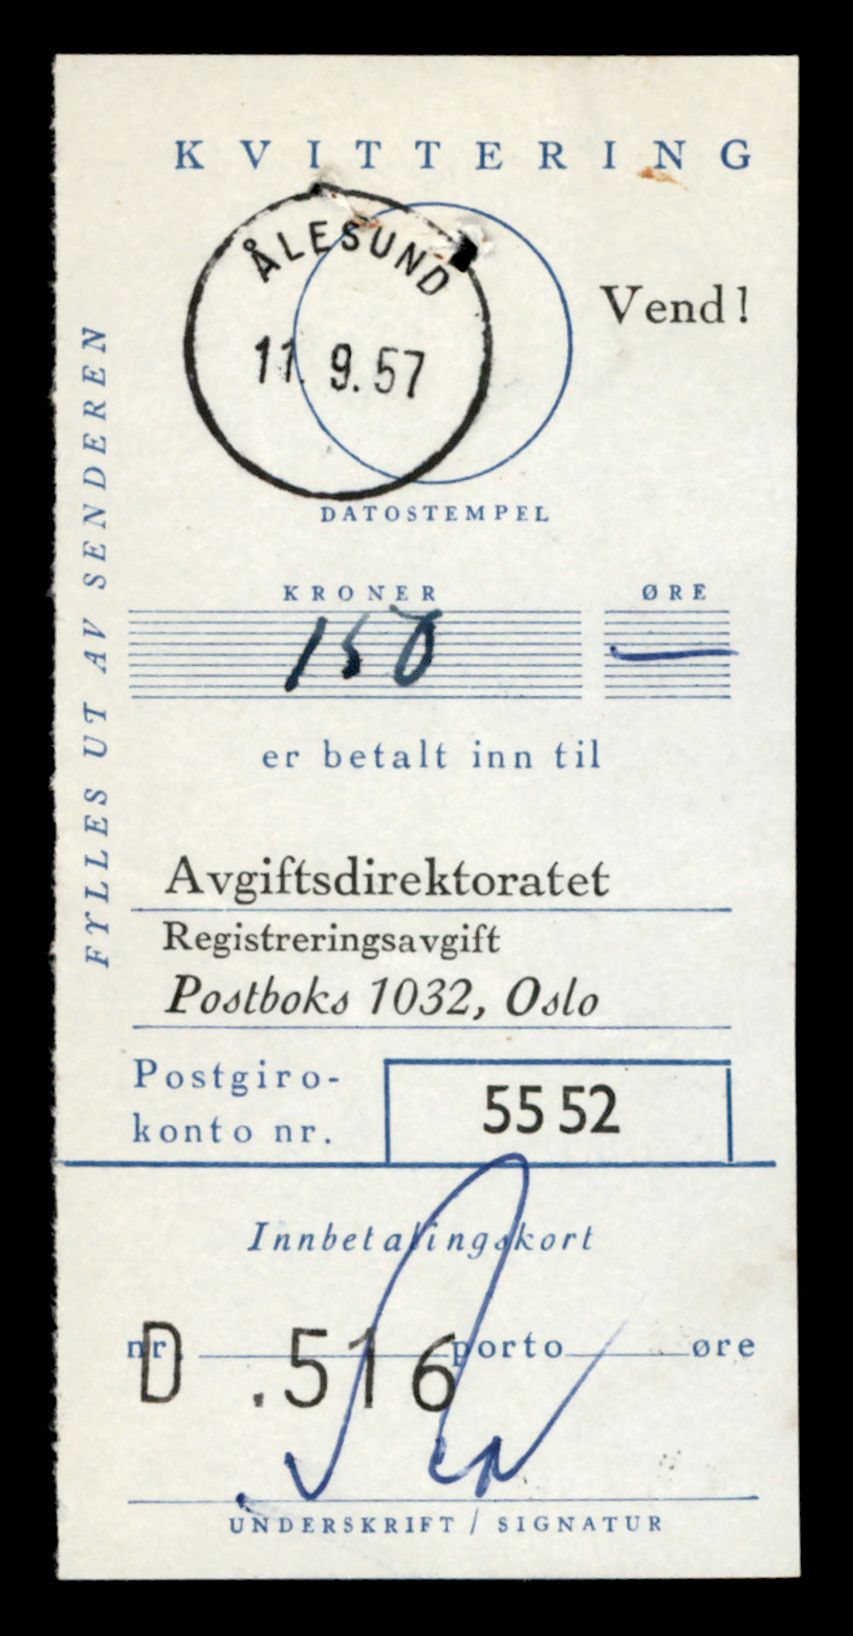 KVITTERING
ÅLESUND
11. 9. 57
Vend!
DATOSTEMPEL
FYLLES UT AV SENDEREN
KRONER ØRE
150 —
er betalt inn til
Avgiftsdirektoratet
Registreringsavgift
Postboks 1032, Oslo
Postgiro-
konto nr.
5552
Innbetalingskort
nr. porto øre
D .516
UNDERSKRIFT / SIGNATUR